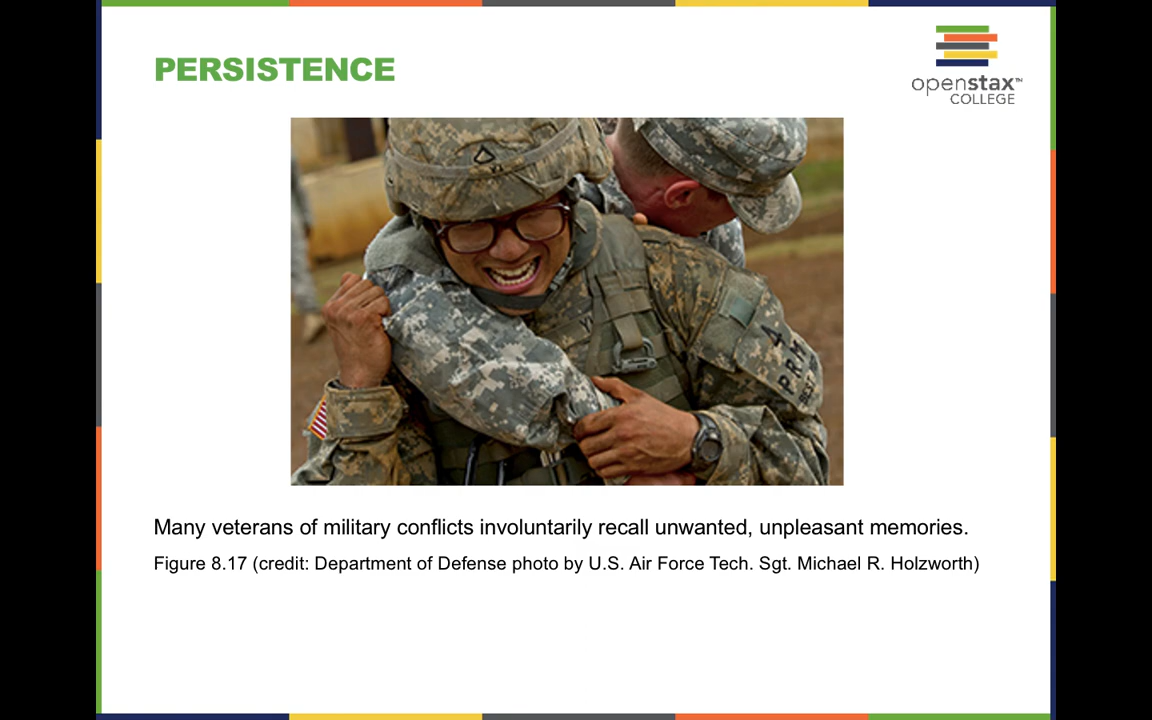 PERSISTENCE
openstax™
COLLEGE
Many veterans of military conflicts involuntarily recall unwanted, unpleasant memories.
Figure 8.17 (credit: Department of Defense photo by U.S. Air Force Tech. Sgt. Michael R. Holzworth)